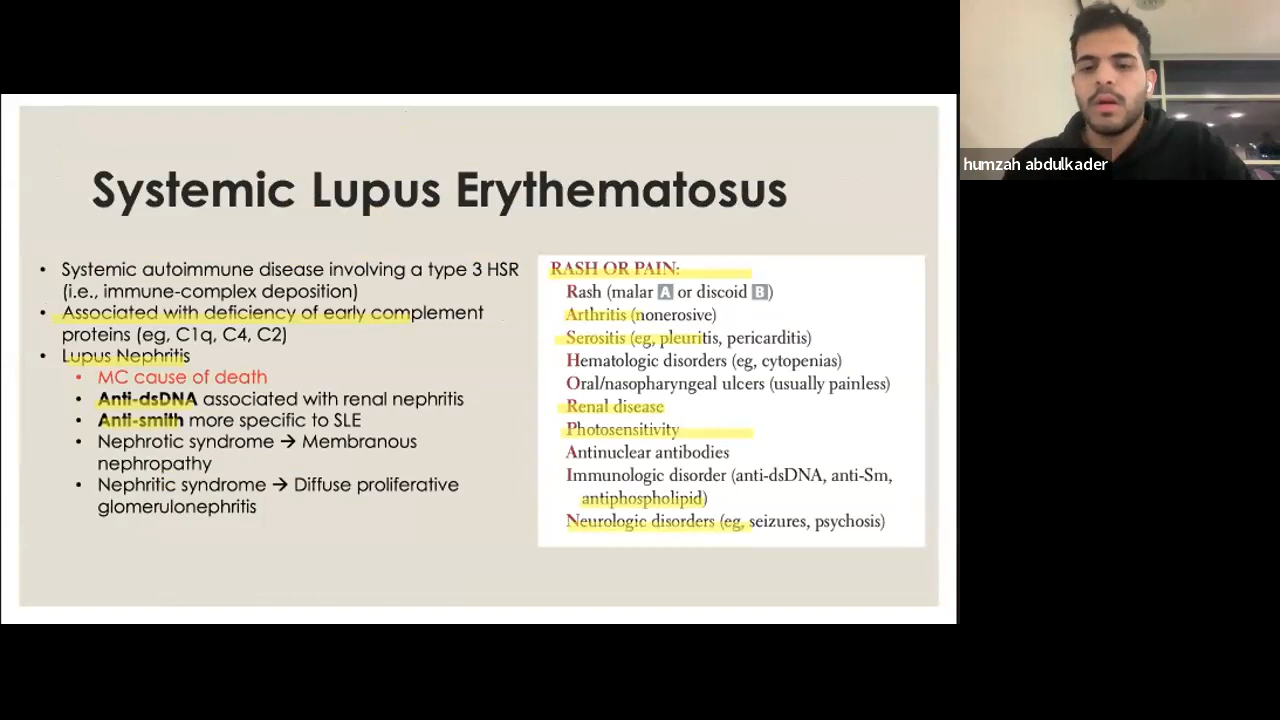 Systemic Lupus Erythematosus
• Systemic autoimmune disease involving a type 3 HSR
(i.e., immune-complex deposition)
• Associated with deficiency of early complement
proteins (eg, C1q, C4, C2)
• Lupus Nephritis
• MC cause of death
• Anti-dsDNA associated with renal nephritis
• Anti-smith more specific to SLE
• Nephrotic syndrome → Membranous
nephropathy
• Nephritic syndrome → Diffuse proliferative
glomerulonephritis
RASH OR PAIN:
Rash (malar A or discoid B)
Arthritis (nonerosive)
Serositis (eg, pleuritis, pericarditis)
Hematologic disorders (eg, cytopenias)
Oral/nasopharyngeal ulcers (usually painless)
Renal disease
Photosensitivity
Antinuclear antibodies
Immunologic disorder (anti-dsDNA, anti-Sm,
antiphospholipid)
Neurologic disorders (eg, seizures, psychosis)
humzah abdulkader